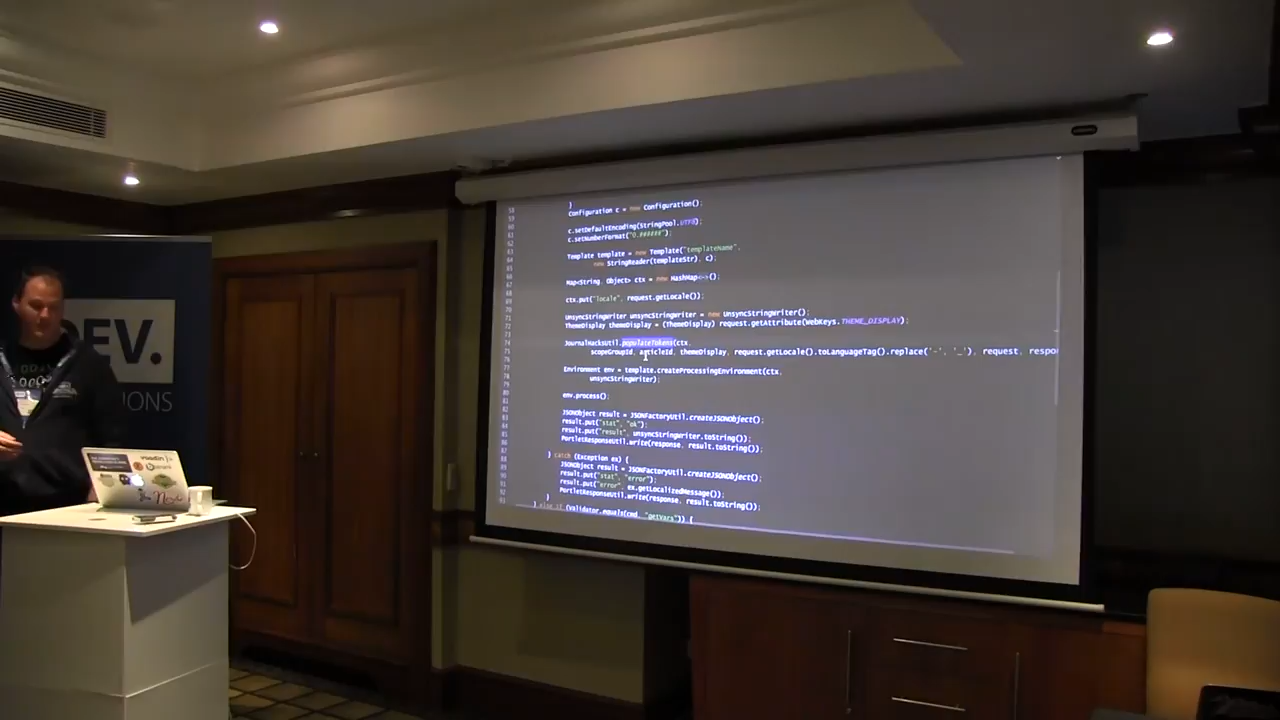 DEV.
IONS
}
Configuration c = new Configuration();
c.setDefaultEncoding(StringPool.UTF8);
c.setNumberFormat("0.######");
Template template = new Template("templateName",
new StringReader(templateStr), c);
Map<String, Object> ctx = new HashMap<>();
ctx.put("locale", request.getLocale());
UnsyncStringWriter unsyncStringWriter = new UnsyncStringWriter();
ThemeDisplay themeDisplay = (ThemeDisplay) request.getAttribute(WebKeys.THEME_DISPLAY);
JournalHacksUtil.populateTokens(ctx,
scopeGroupId, articleId, themeDisplay, request.getLocale().toLanguageTag().replace('-', '_'), request, respo
Environment env = template.createProcessingEnvironment(ctx,
unsyncStringWriter);
env.process();
JSONObject result = JSONFactoryUtil.createJSONObject();
result.put("stat", "ok");
result.put("result", unsyncStringWriter.toString());
PortletResponseUtil.write(response, result.toString());
} catch (Exception ex) {
JSONObject result = JSONFactoryUtil.createJSONObject();
result.put("stat", "error");
result.put("error", ex.getLocalizedMessage());
PortletResponseUtil.write(response, result.toString());
}
} else if (Validator.equals(cmd, "getVars")) {